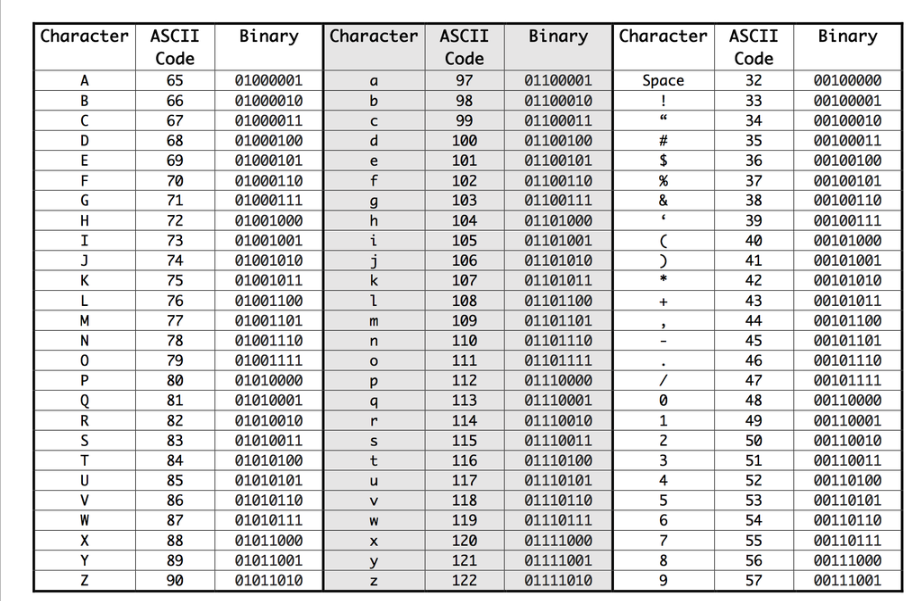 Character ASCII Code Binary Character ASCII Code Binary Character ASCII Code Binary
A 65 01000001 a 97 01100001 Space 32 00100000
B 66 01000010 b 98 01100010 ! 33 00100001
C 67 01000011 c 99 01100011 “ 34 00100010
D 68 01000100 d 100 01100100 # 35 00100011
E 69 01000101 e 101 01100101 $ 36 00100100
F 70 01000110 f 102 01100110 % 37 00100101
G 71 01000111 g 103 01100111 & 38 00100110
H 72 01001000 h 104 01101000 ‘ 39 00100111
I 73 01001001 i 105 01101001 ( 40 00101000
J 74 01001010 j 106 01101010 ) 41 00101001
K 75 01001011 k 107 01101011 * 42 00101010
L 76 01001100 l 108 01101100 + 43 00101011
M 77 01001101 m 109 01101101 , 44 00101100
N 78 01001110 n 110 01101110 - 45 00101101
O 79 01001111 o 111 01101111 . 46 00101110
P 80 01010000 p 112 01110000 / 47 00101111
Q 81 01010001 q 113 01110001 0 48 00110000
R 82 01010010 r 114 01110010 1 49 00110001
S 83 01010011 s 115 01110011 2 50 00110010
T 84 01010100 t 116 01110100 3 51 00110011
U 85 01010101 u 117 01110101 4 52 00110100
V 86 01010110 v 118 01110110 5 53 00110101
W 87 01010111 w 119 01110111 6 54 00110110
X 88 01011000 x 120 01111000 7 55 00110111
Y 89 01011001 y 121 01111001 8 56 00111000
Z 90 01011010 z 122 01111010 9 57 00111001